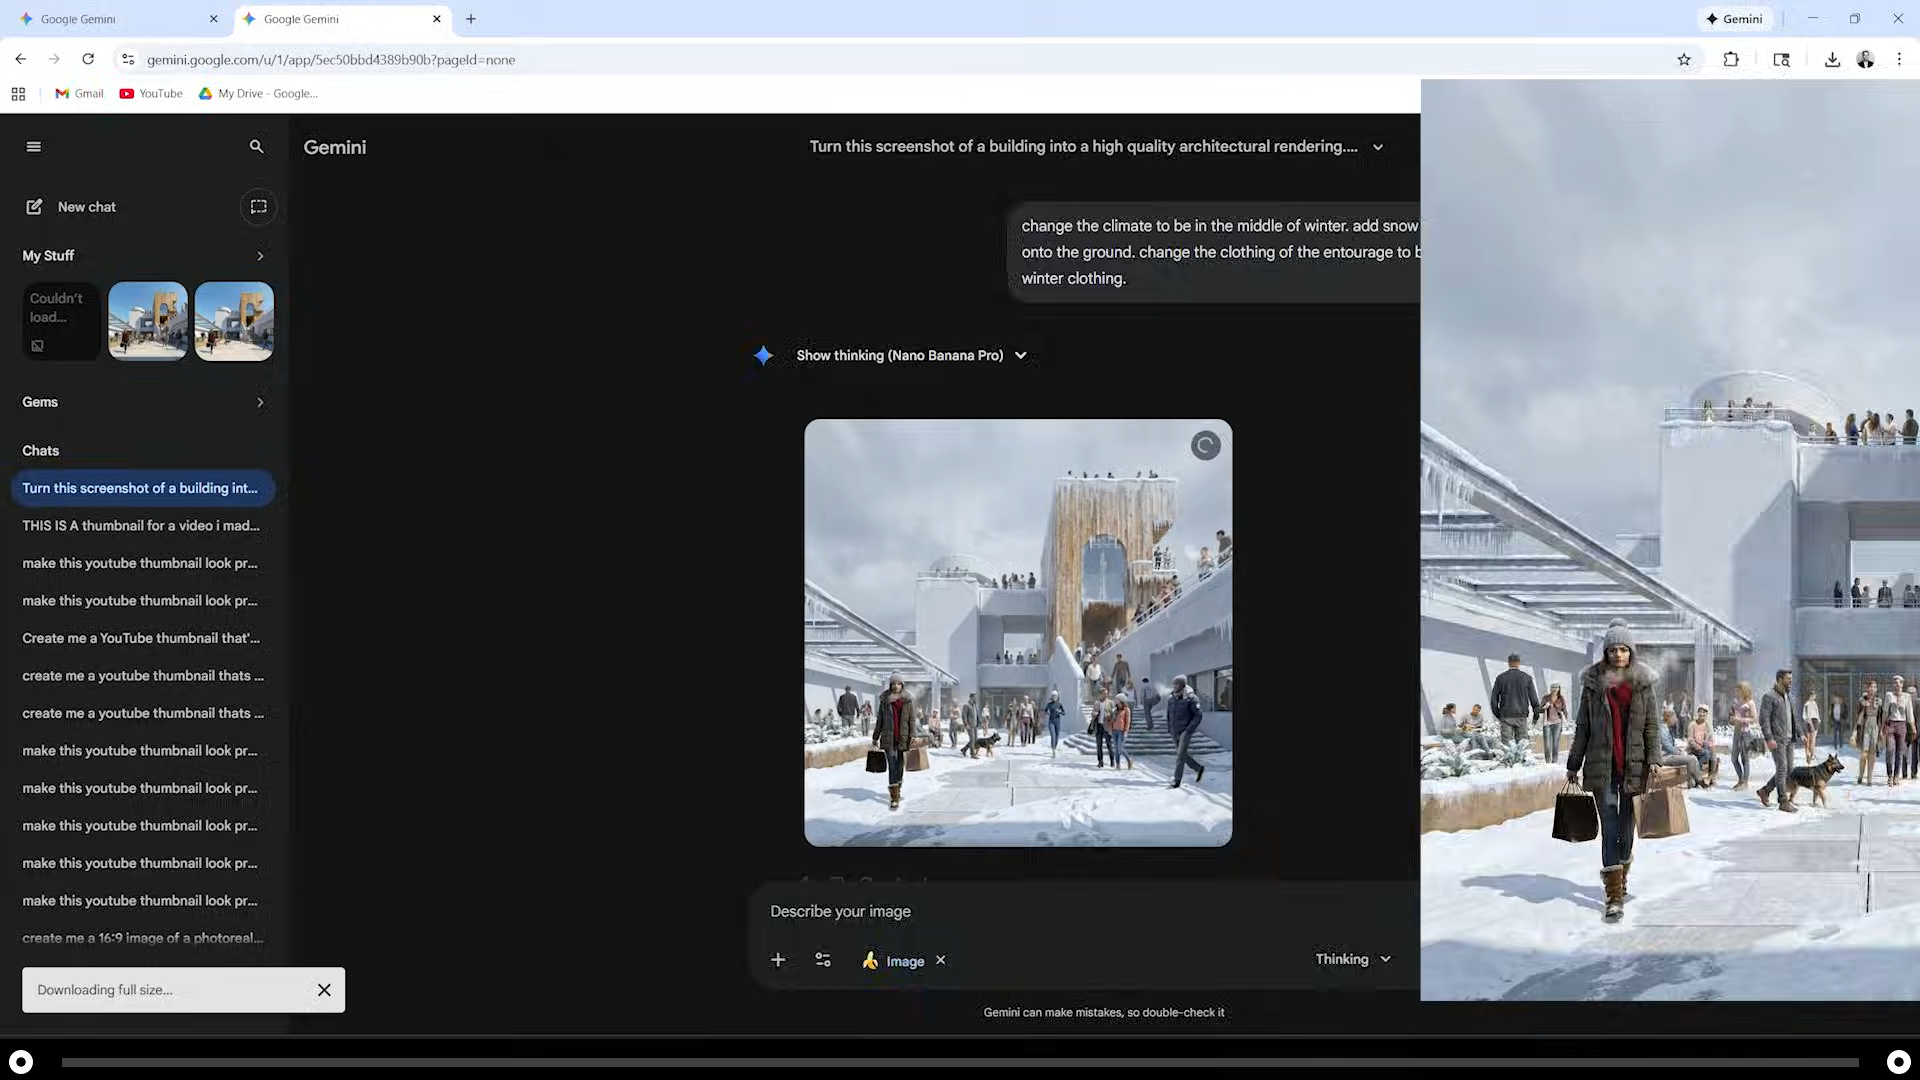 Google Gemini
Google Gemini
Gemini
gemini.google.com/u/1/app/5ec50bbd4389b90b?pageId=none
Gmail
YouTube
My Drive - Google...
Gemini
Turn this screenshot of a building into a high quality architectural rendering....
New chat
My Stuff
Couldn't
load...
Gems
Chats
Turn this screenshot of a building int...
THIS IS A thumbnail for a video i mad...
make this youtube thumbnail look pr...
make this youtube thumbnail look pr...
Create me a YouTube thumbnail that'...
create me a youtube thumbnail thats ...
create me a youtube thumbnail thats ...
make this youtube thumbnail look pr...
make this youtube thumbnail look pr...
make this youtube thumbnail look pr...
make this youtube thumbnail look pr...
make this youtube thumbnail look pr...
create me a 16:9 image of a photoreal...
Downloading full size...
change the climate to be in the middle of winter. add snow
onto the ground. change the clothing of the entourage to
winter clothing.
Show thinking (Nano Banana Pro)
Describe your image
Image
Thinking
Gemini can make mistakes, so double-check it